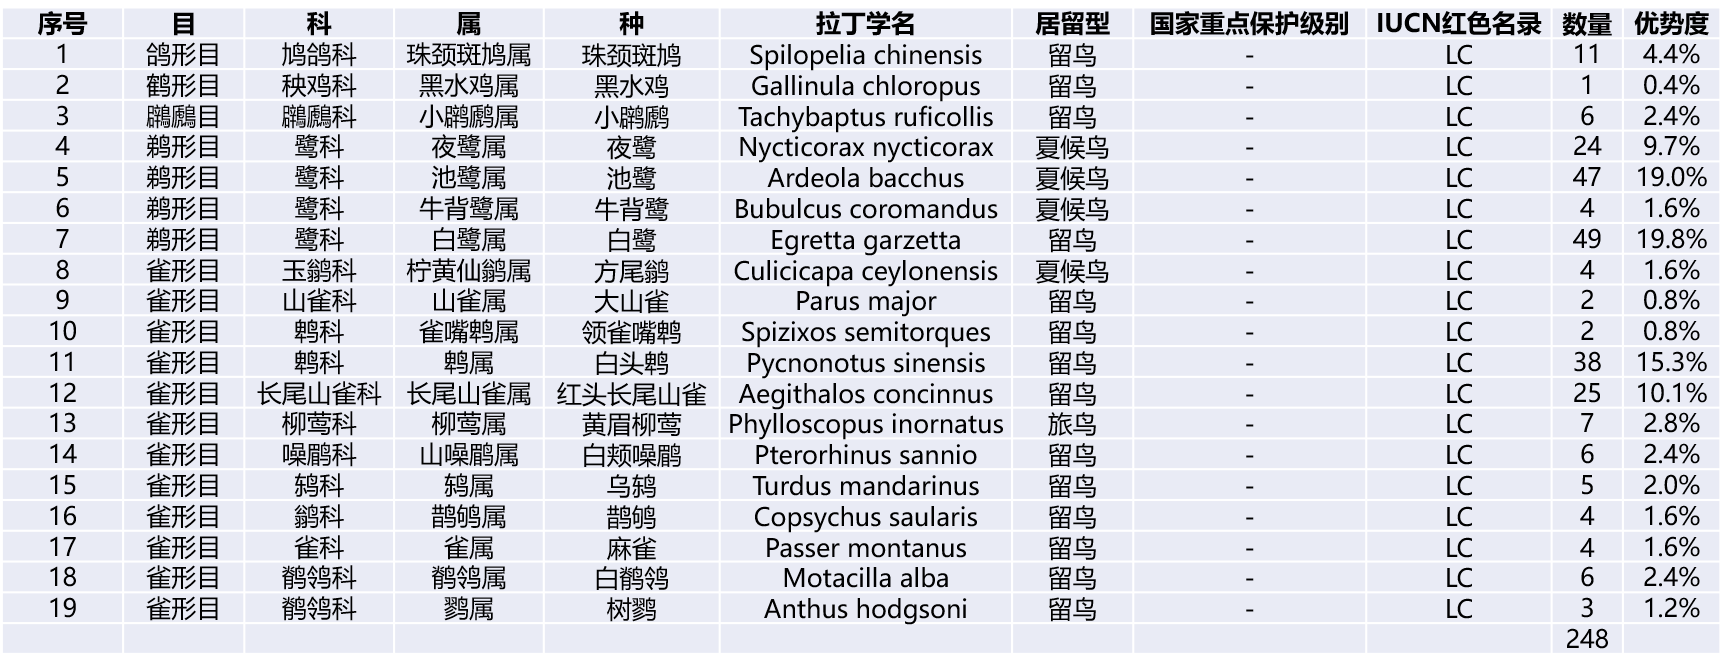 序号 目 科 属 种 拉丁学名 居留型 国家重点保护级别 IUCN红色名录 数量 优势度
1 鸽形目 鸠鸽科 珠颈斑鸠属 珠颈斑鸠 Spilopelia chinensis 留鸟 - LC 11 4.4%
2 鹤形目 秧鸡科 黑水鸡属 黑水鸡 Gallinula chloropus 留鸟 - LC 1 0.4%
3 鸊鷉目 鸊鷉科 小䴙䴘属 小䴙䴘 Tachybaptus ruficollis 留鸟 - LC 6 2.4%
4 鹈形目 鹭科 夜鹭属 夜鹭 Nycticorax nycticorax 夏候鸟 - LC 24 9.7%
5 鹈形目 鹭科 池鹭属 池鹭 Ardeola bacchus 夏候鸟 - LC 47 19.0%
6 鹈形目 鹭科 牛背鹭属 牛背鹭 Bubulcus coromandus 夏候鸟 - LC 4 1.6%
7 鹈形目 鹭科 白鹭属 白鹭 Egretta garzetta 留鸟 - LC 49 19.8%
8 雀形目 玉鹟科 柠黄仙鹟属 方尾鹟 Culicicapa ceylonensis 夏候鸟 - LC 4 1.6%
9 雀形目 山雀科 山雀属 大山雀 Parus major 留鸟 - LC 2 0.8%
10 雀形目 鹎科 雀嘴鹎属 领雀嘴鹎 Spizixos semitorques 留鸟 - LC 2 0.8%
11 雀形目 鹎科 鹎属 白头鹎 Pycnonotus sinensis 留鸟 - LC 38 15.3%
12 雀形目 长尾山雀科 长尾山雀属 红头长尾山雀 Aegithalos concinnus 留鸟 - LC 25 10.1%
13 雀形目 柳莺科 柳莺属 黄眉柳莺 Phylloscopus inornatus 旅鸟 - LC 7 2.8%
14 雀形目 噪鹛科 山噪鹛属 白颊噪鹛 Pterorhinus sannio 留鸟 - LC 6 2.4%
15 雀形目 鸫科 鸫属 乌鸫 Turdus mandarinus 留鸟 - LC 5 2.0%
16 雀形目 鹟科 鹊鸲属 鹊鸲 Copsychus saularis 留鸟 - LC 4 1.6%
17 雀形目 雀科 雀属 麻雀 Passer montanus 留鸟 - LC 4 1.6%
18 雀形目 鹡鸰科 鹡鸰属 白鹡鸰 Motacilla alba 留鸟 - LC 6 2.4%
19 雀形目 鹡鸰科 鹨属 树鹨 Anthus hodgsoni 留鸟 - LC 3 1.2%
248